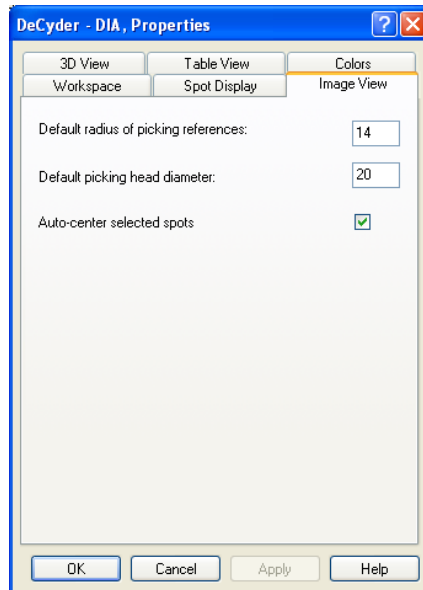 DeCyder - DIA, Properties
3D View Table View Colors
Workspace Spot Display Image View
Default radius of picking references: 14
Default picking head diameter: 20
Auto-center selected spots
OK Cancel Apply Help